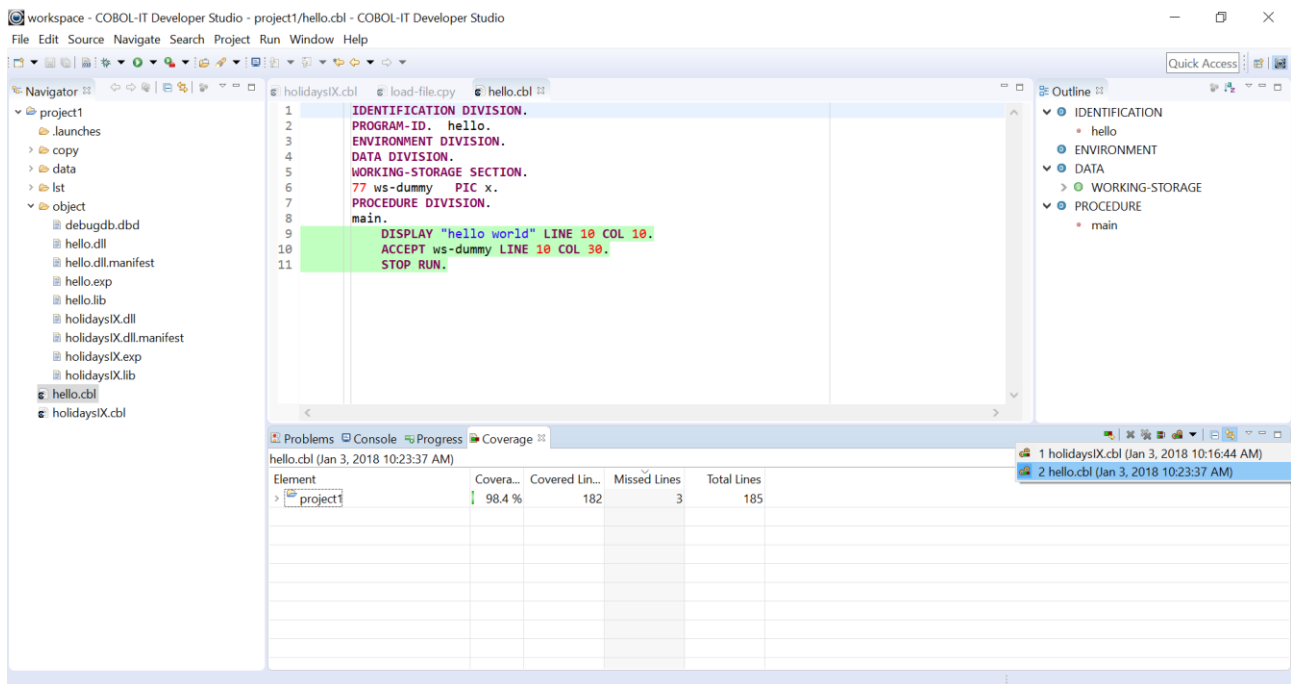 workspace - COBOL-IT Developer Studio - project1/hello.cbl - COBOL-IT Developer Studio
File Edit Source Navigate Search Project Run Window Help
Quick Access
Navigator
project1
.launches
copy
data
lst
object
debugdb.dbd
hello.dll
hello.dll.manifest
hello.exp
hello.lib
holidaysIX.dll
holidaysIX.dll.manifest
holidaysIX.exp
holidaysIX.lib
hello.cbl
holidaysIX.cbl
holidaysIX.cbl load-file.cpy hello.cbl
1 IDENTIFICATION DIVISION.
2 PROGRAM-ID. hello.
3 ENVIRONMENT DIVISION.
4 DATA DIVISION.
5 WORKING-STORAGE SECTION.
6 77 ws-dummy PIC x.
7 PROCEDURE DIVISION.
8 main.
9 DISPLAY "hello world" LINE 10 COL 10.
10 ACCEPT ws-dummy LINE 10 COL 30.
11 STOP RUN.
Outline
IDENTIFICATION
hello
ENVIRONMENT
DATA
WORKING-STORAGE
PROCEDURE
main
Problems Console Progress Coverage
hello.cbl (Jan 3, 2018 10:23:37 AM)
Element Covera... Covered Lin... Missed Lines Total Lines
project1 98.4 % 182 3 185
1 holidaysIX.cbl (Jan 3, 2018 10:16:44 AM)
2 hello.cbl (Jan 3, 2018 10:23:37 AM)